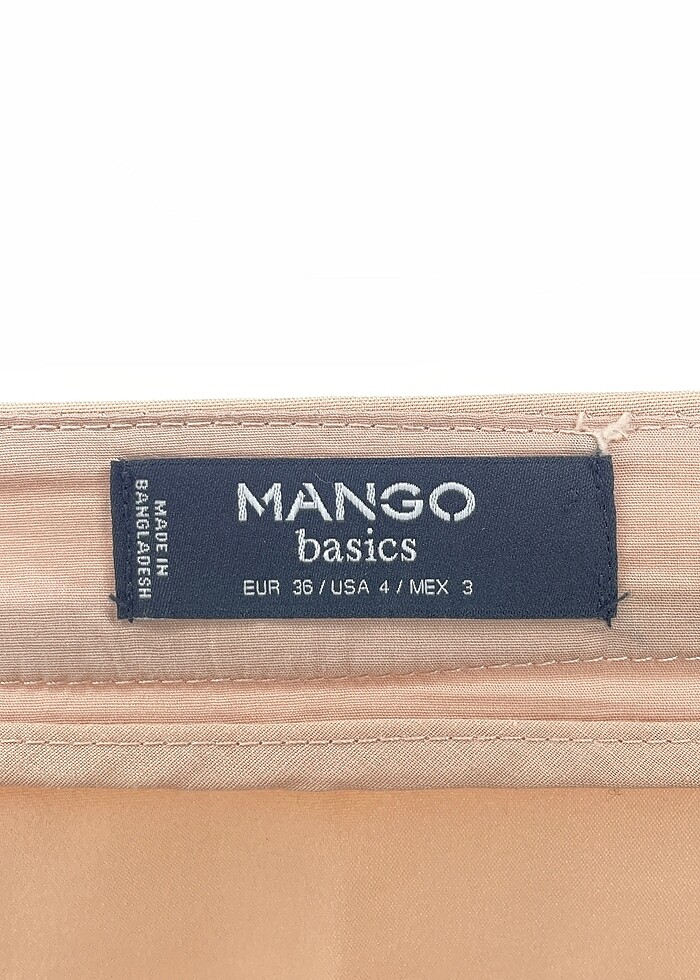 MANGO
basics
EUR 36 / USA 4 / MEX 3
MADE IN
BANGLADESH